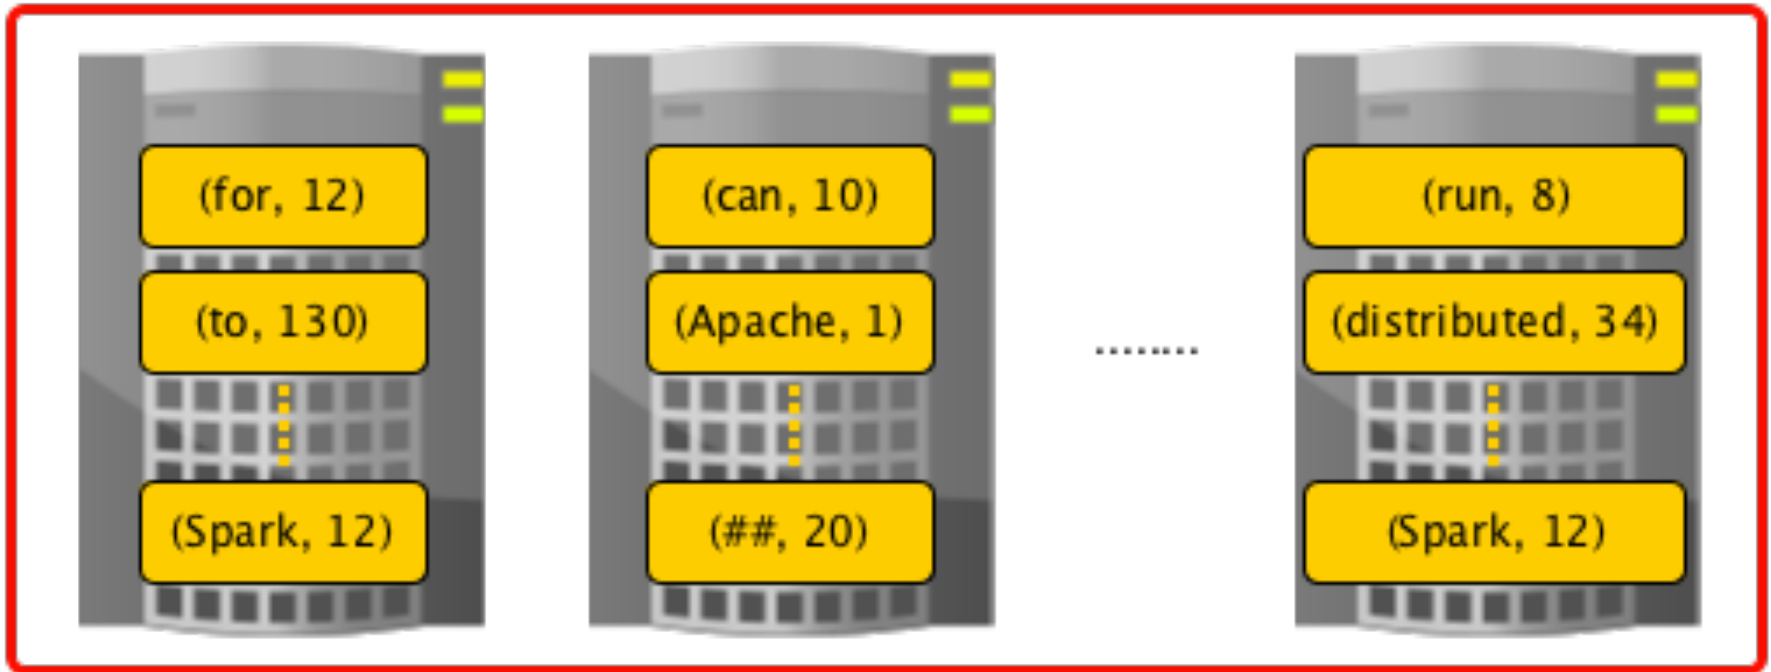 (for, 12)
(to, 130)
(Spark, 12)
(can, 10)
(Apache, 1)
(##, 20)
........
(run, 8)
(distributed, 34)
(Spark, 12)